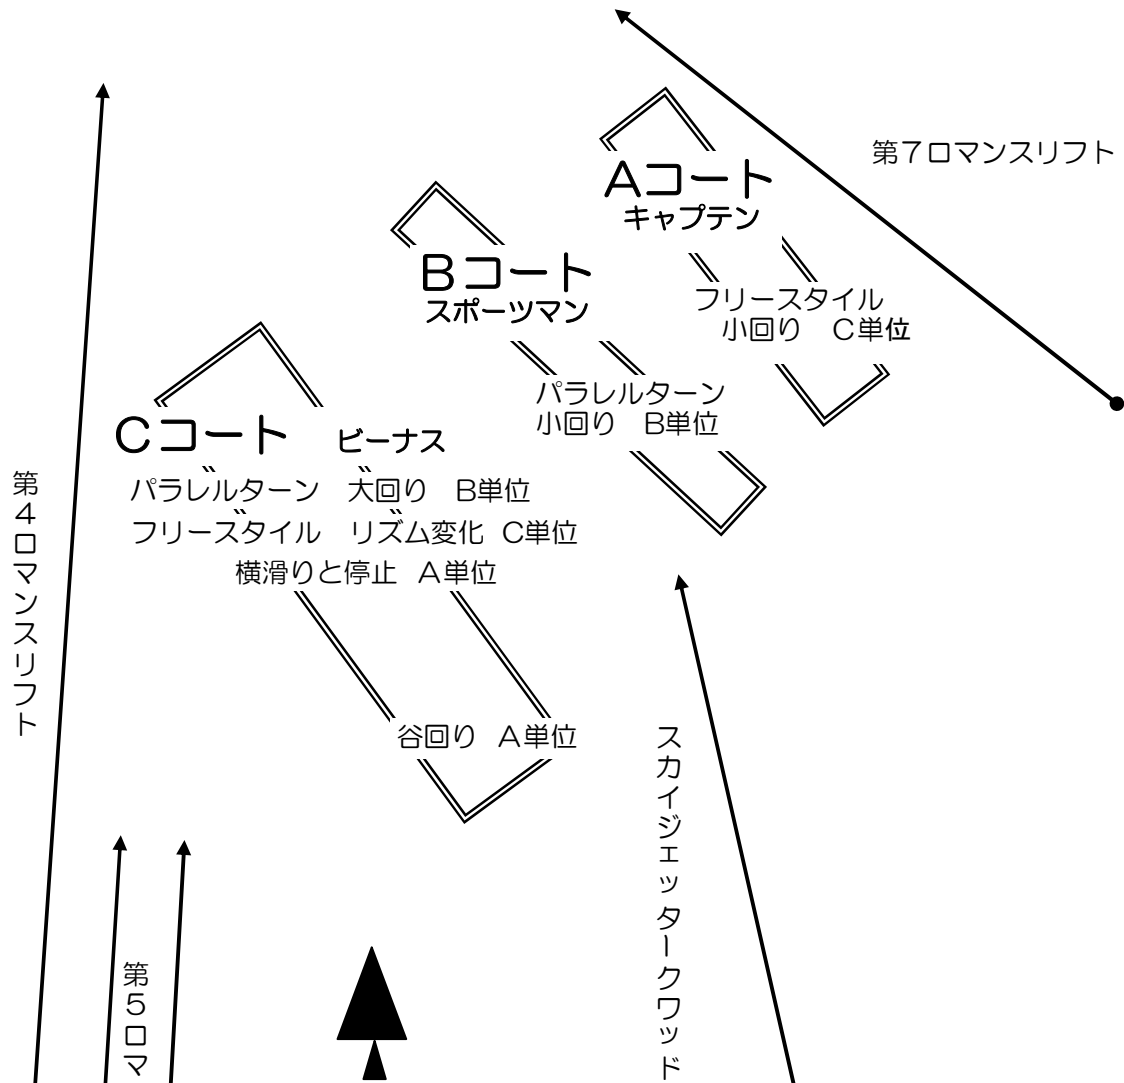 第７ロマンスリフト
Ａコート
キャプテン
フリースタイル
小回り　Ｃ単位
Ｂコート
スポーツマン
パラレルターン
小回り　Ｂ単位
Ｃコート　ビーナス
パラレルターン　大回り　Ｂ単位
フリースタイル　リズム変化　Ｃ単位
横滑りと停止　Ａ単位
谷回り　Ａ単位
第４ロマンスリフト
第５ロマ
スカイジェッタークワッド